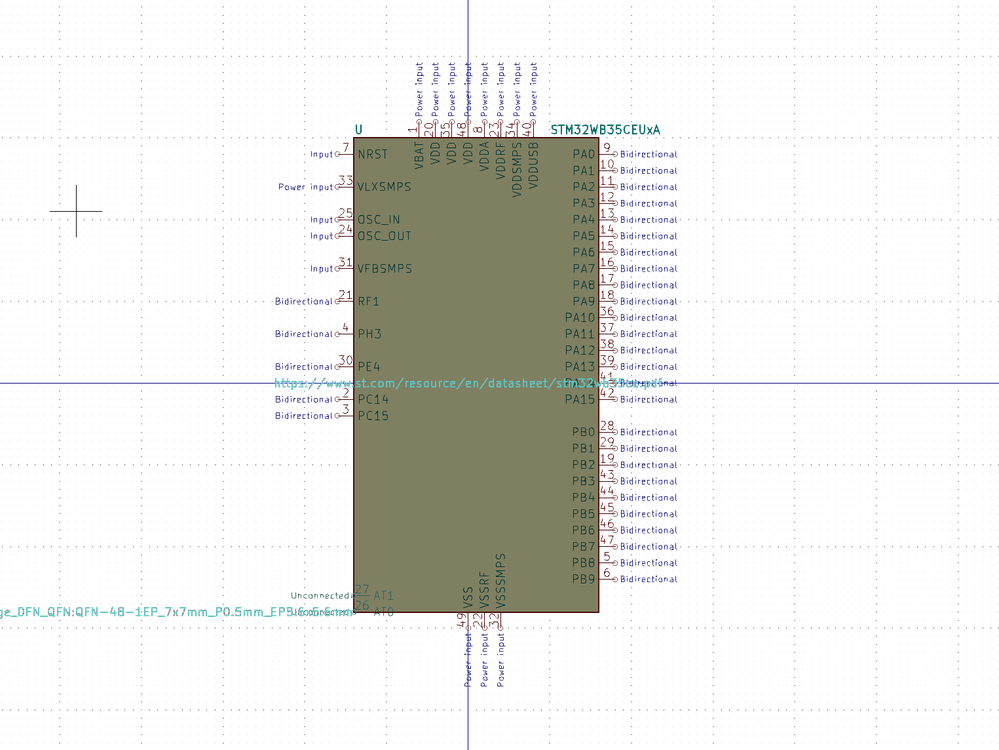 Power input Power input Power input Power input Power input Power input Power input Power input
U STM32WB35CEUxA
1 20 35 48 8 23 34 40
VBAT VDD VDD VDD VDDA VDDRF VDDSMPS VDDUSB
Input 7 NRST PA0 9 Bidirectional
PA1 10 Bidirectional
Power input 33 VLXSMPS PA2 11 Bidirectional
PA3 12 Bidirectional
Input 25 OSC_IN PA4 13 Bidirectional
Input 24 OSC_OUT PA5 14 Bidirectional
PA6 15 Bidirectional
Input 31 VFBSMPS PA7 16 Bidirectional
PA8 17 Bidirectional
Bidirectional 21 RF1 PA9 18 Bidirectional
PA10 36 Bidirectional
Bidirectional 4 PH3 PA11 37 Bidirectional
PA12 38 Bidirectional
Bidirectional 30 PE4 PA13 39 Bidirectional
41 Bidirectional
Bidirectional 2 PC14 PA15 42 Bidirectional
Bidirectional 3 PC15
PB0 28 Bidirectional
PB1 29 Bidirectional
PB2 19 Bidirectional
PB3 43 Bidirectional
PB4 44 Bidirectional
PB5 45 Bidirectional
PB6 46 Bidirectional
PB7 47 Bidirectional
PB8 5 Bidirectional
PB9 6 Bidirectional
Unconnected 27 AT1
26 AT0
VSS VSSRF VSSSMPS
49 22 32
Power input Power input Power input